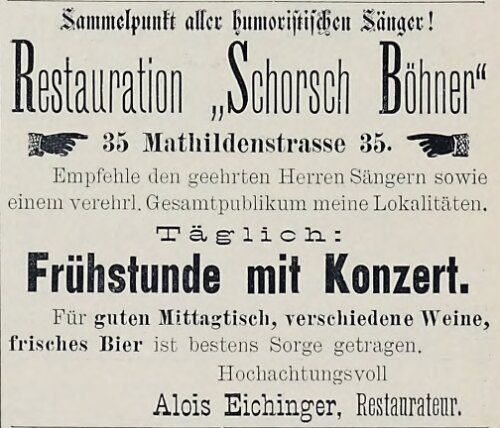 Sammelpunkt aller humoristischen Sänger!
Restauration „Schorsch Böhner“
35 Mathildenstrasse 35.
Empfehle den geehrten Herren Sängern sowie
einem verehrl. Gesamtpublikum meine Lokalitäten.
Täglich:
Frühstunde mit Konzert.
Für guten Mittagtisch, verschiedene Weine,
frisches Bier ist bestens Sorge getragen.
Hochachtungsvoll
Alois Eichinger, Restaurateur.